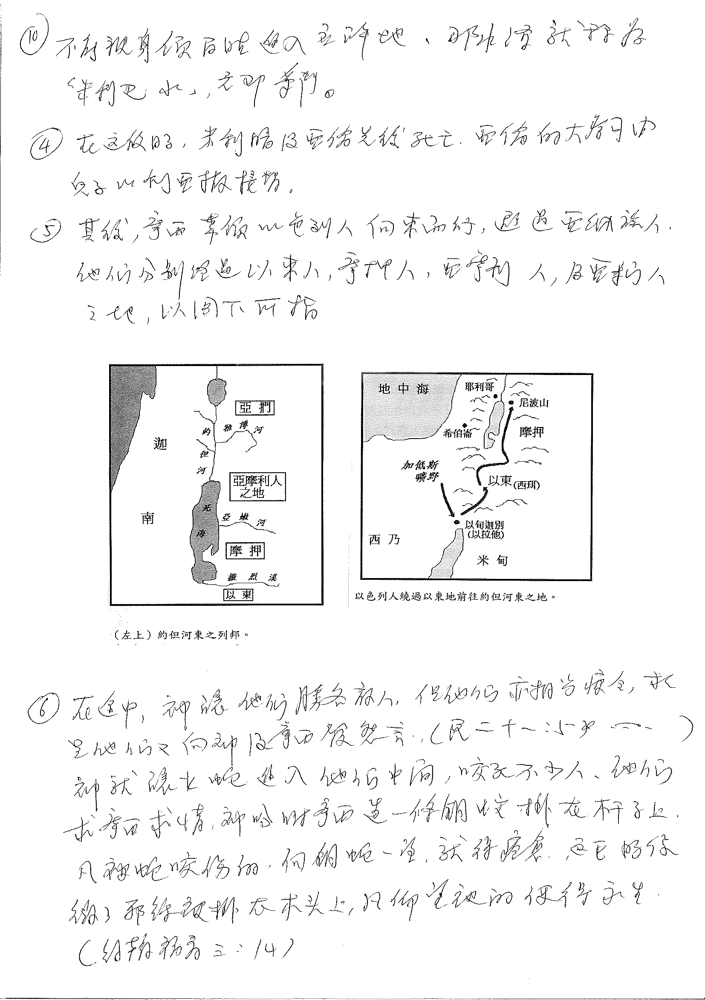 ⑩
不有親身領百姓進入應許地、那水便就稱為
「米利巴水」, 意即爭鬧。
④ 在這段時, 米利暗及亞倫先後死亡. 亞倫的大祭司由
兒子以利亞撒接替.
⑤ 其後, 摩西率領以色列人向東而行, 避過亞納族人.
他們分別經過以東人, 摩押人, 亞摩利人, 及亞捫人
之地, 以圖下所指
地中海
耶利哥
尼波山
亞捫
雅博河
約但河
希伯崙
摩押
迦南
加低斯
曠野
亞摩利人
之地
以東(西珥)
死海
亞嫩河
以旬迦別
(以拉他)
西乃
摩押
米甸
撒烈溪
以東
以色列人繞過以東地前往約但河東之地。
(左上)約但河東之列邦。
⑥ 在途中, 神讓他們勝各敵人, 但他們亦相當疲
是他們又向神及摩西發怨言, (民二十一:5
神就讓火蛇進入他們中間, 咬死不少人、他們
求摩西求情, 神吩咐摩西造一條銅蛇掛在杆子上.
凡被蛇咬傷的, 向銅蛇一望, 就得痊愈. 這正好像
耶穌被掛在木头上, 凡仰望祂的便得永生.
(約翰福音三:14)